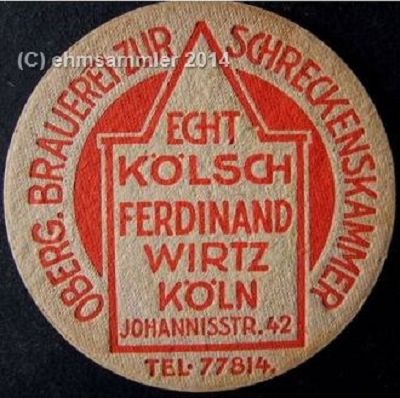 (C) ehmsammler 2014
OBERG. BRAUEREI ZUR SCHRECKENSKAMMER
ECHT
KÖLSCH
FERDINAND
WIRTZ
KÖLN
JOHANNISSTR. 42
TEL. 77814.